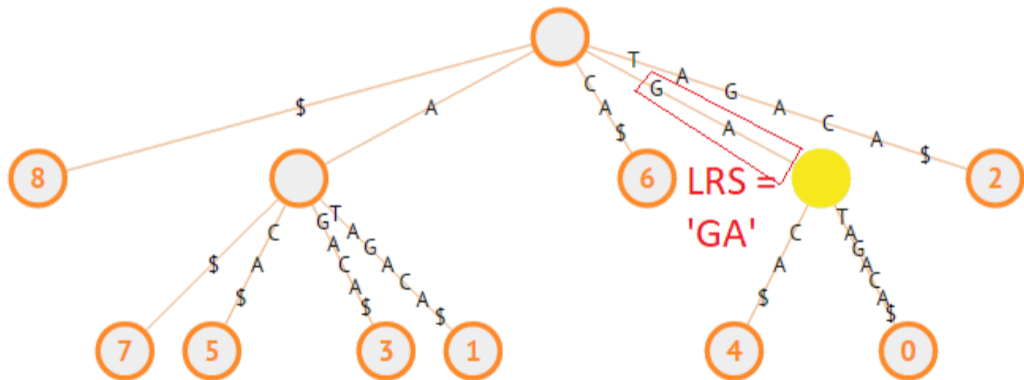 $
A
C A $
G A
T A G A C A $
8
6
LRS =
'GA'
2
$
C A $
G A C A $
T A G A C A $
C A $
T A G A C A $
7
5
3
1
4
0